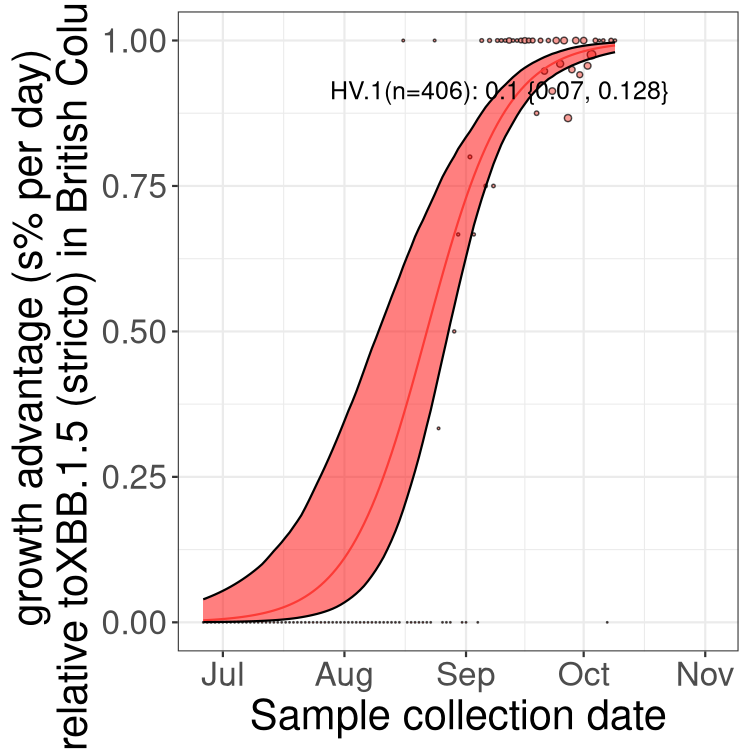 growth advantage (s% per day)
relative toXBB.1.5 (stricto) in British Colu
1.00
0.75
0.50
0.25
0.00
HV.1(n=406): 0.1 {0.07, 0.128}
Jul Aug Sep Oct Nov
Sample collection date